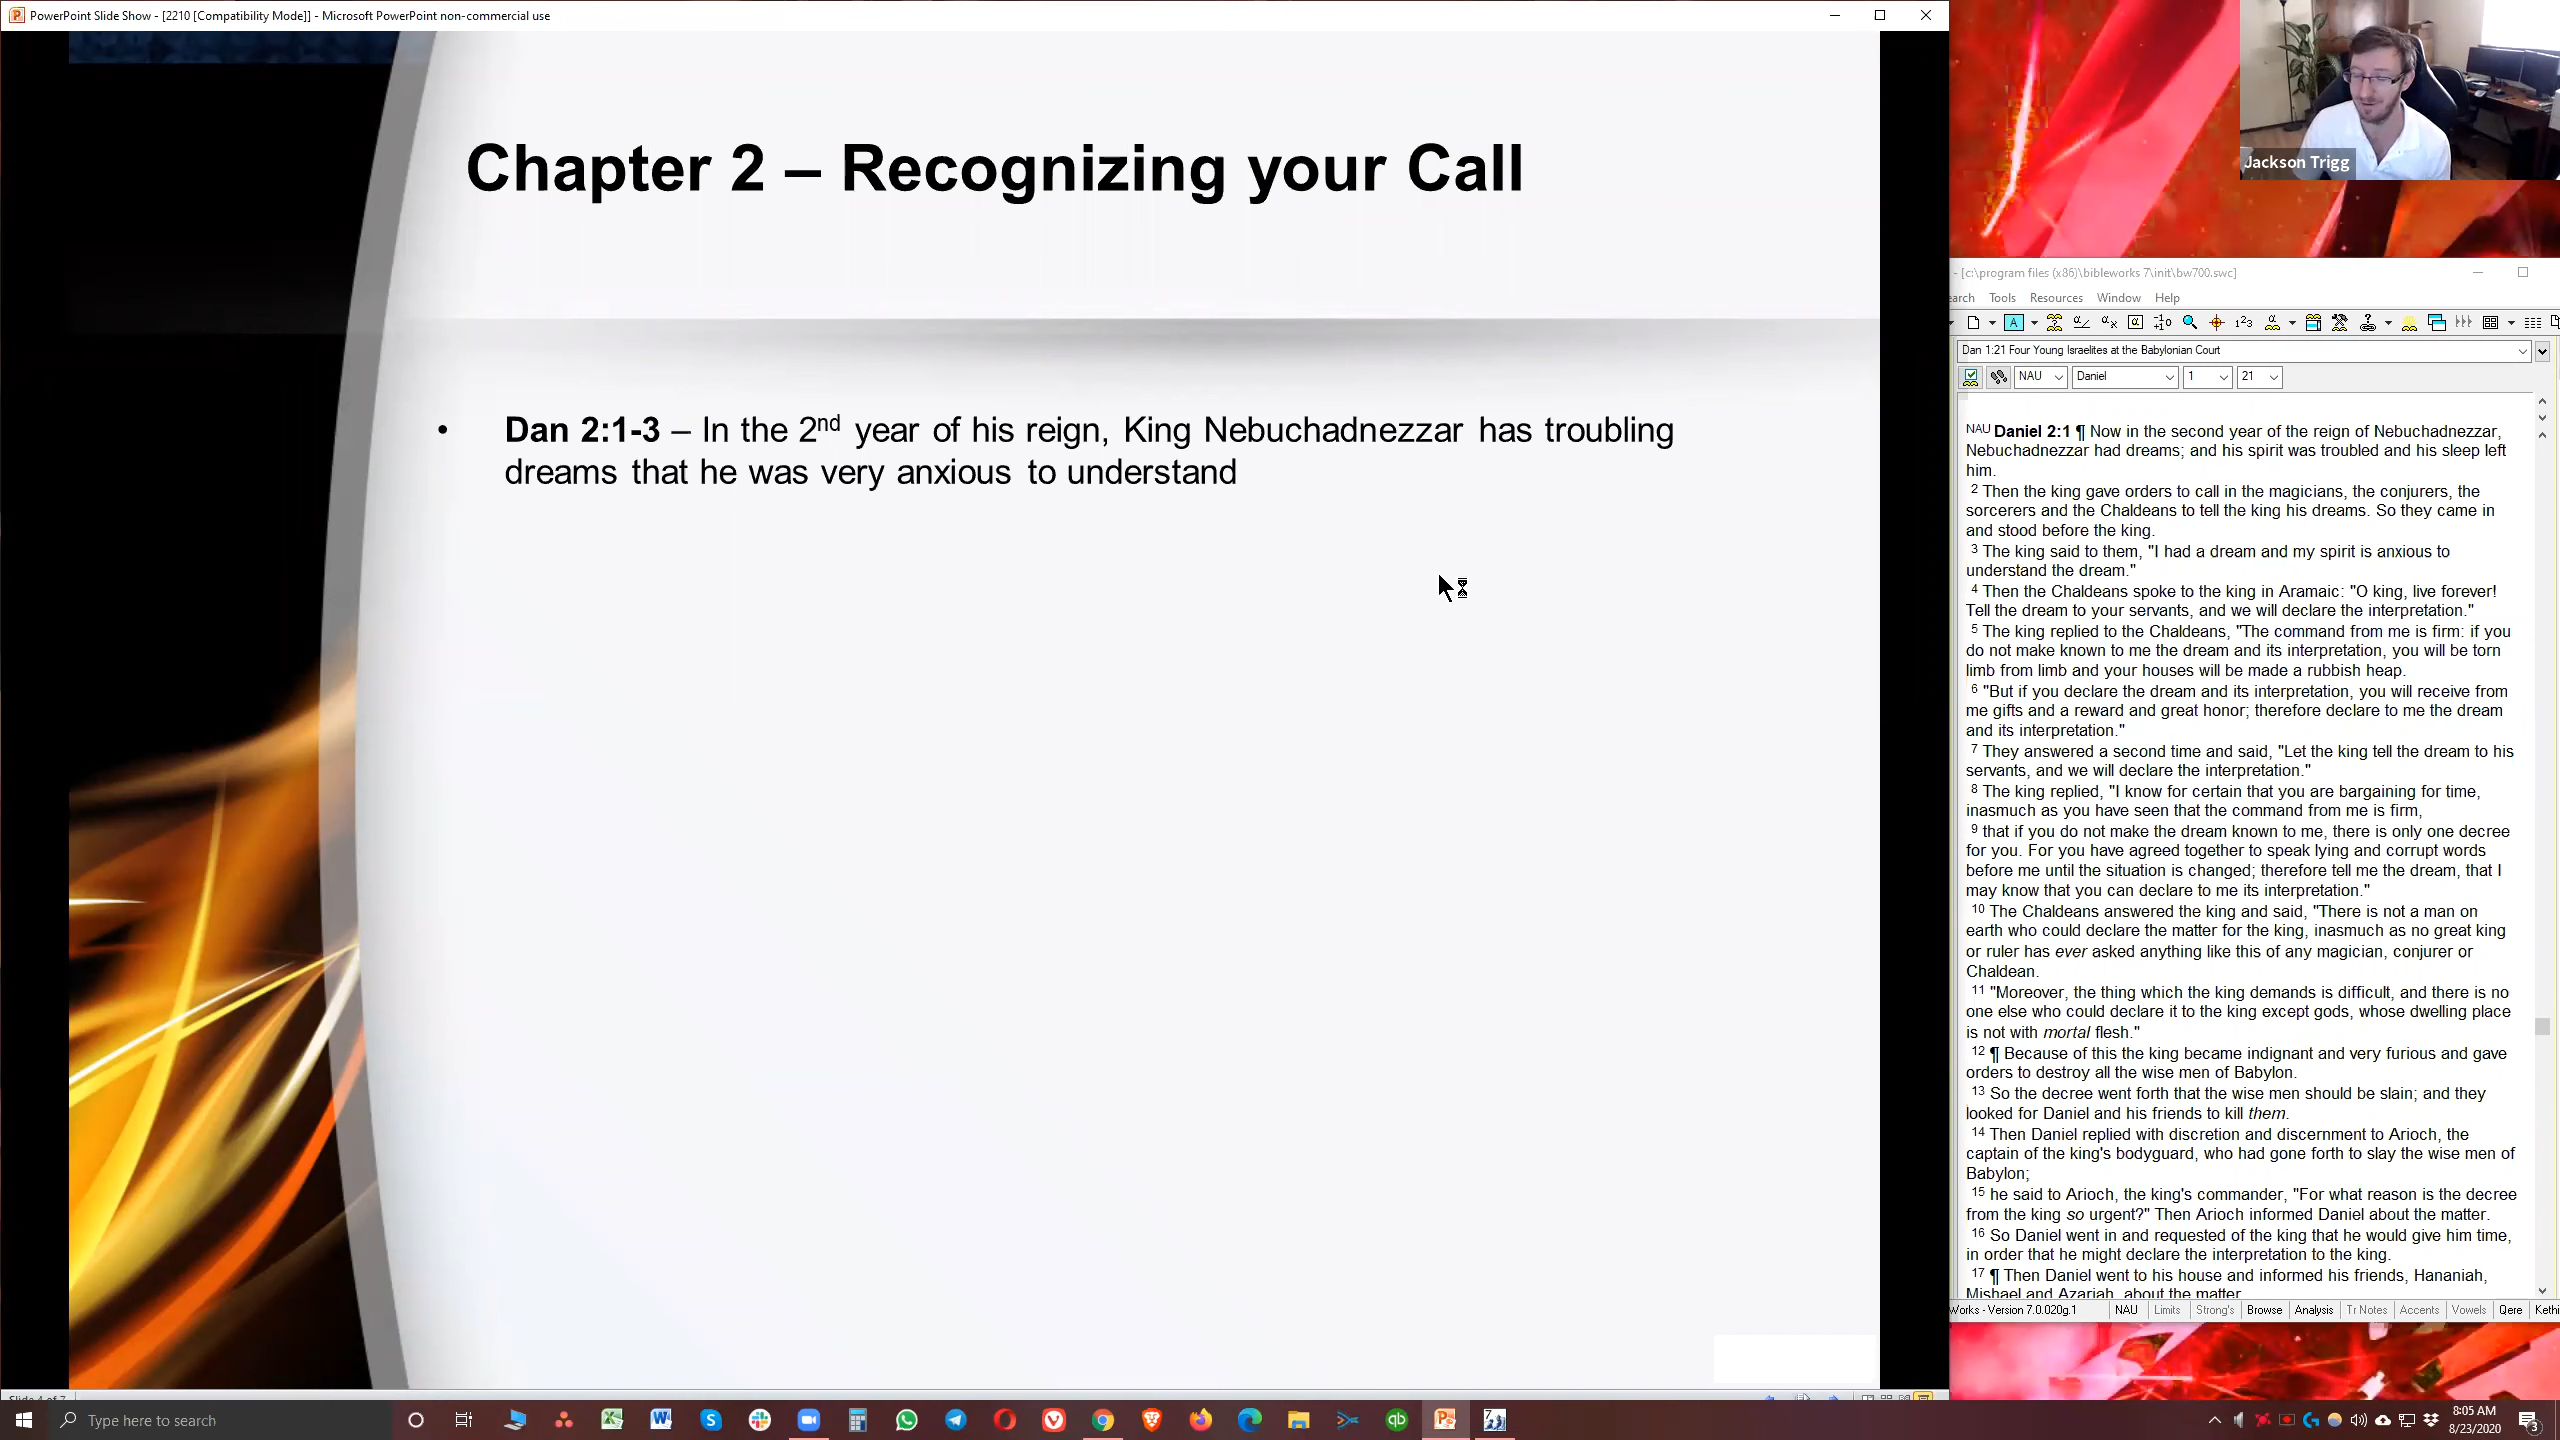 PowerPoint Slide Show - [2210 [Compatibility Mode]] - Microsoft PowerPoint non-commercial use
Chapter 2 – Recognizing your Call
• Dan 2:1-3 – In the 2nd year of his reign, King Nebuchadnezzar has troubling
dreams that he was very anxious to understand
Jackson Trigg
- [c:\program files (x86)\bibleworks 7\init\bw700.swc]
earch Tools Resources Window Help
Dan 1:21 Four Young Israelites at the Babylonian Court
NAU Daniel 1 21
NAU Daniel 2:1 ¶ Now in the second year of the reign of Nebuchadnezzar,
Nebuchadnezzar had dreams; and his spirit was troubled and his sleep left
him.
2 Then the king gave orders to call in the magicians, the conjurers, the
sorcerers and the Chaldeans to tell the king his dreams. So they came in
and stood before the king.
3 The king said to them, "I had a dream and my spirit is anxious to
understand the dream."
4 Then the Chaldeans spoke to the king in Aramaic: "O king, live forever!
Tell the dream to your servants, and we will declare the interpretation."
5 The king replied to the Chaldeans, "The command from me is firm: if you
do not make known to me the dream and its interpretation, you will be torn
limb from limb and your houses will be made a rubbish heap.
6 "But if you declare the dream and its interpretation, you will receive from
me gifts and a reward and great honor; therefore declare to me the dream
and its interpretation."
7 They answered a second time and said, "Let the king tell the dream to his
servants, and we will declare the interpretation."
8 The king replied, "I know for certain that you are bargaining for time,
inasmuch as you have seen that the command from me is firm,
9 that if you do not make the dream known to me, there is only one decree
for you. For you have agreed together to speak lying and corrupt words
before me until the situation is changed; therefore tell me the dream, that I
may know that you can declare to me its interpretation."
10 The Chaldeans answered the king and said, "There is not a man on
earth who could declare the matter for the king, inasmuch as no great king
or ruler has ever asked anything like this of any magician, conjurer or
Chaldean.
11 "Moreover, the thing which the king demands is difficult, and there is no
one else who could declare it to the king except gods, whose dwelling place
is not with mortal flesh."
12 ¶ Because of this the king became indignant and very furious and gave
orders to destroy all the wise men of Babylon.
13 So the decree went forth that the wise men should be slain; and they
looked for Daniel and his friends to kill them.
14 Then Daniel replied with discretion and discernment to Arioch, the
captain of the king's bodyguard, who had gone forth to slay the wise men of
Babylon;
15 he said to Arioch, the king's commander, "For what reason is the decree
from the king so urgent?" Then Arioch informed Daniel about the matter.
16 So Daniel went in and requested of the king that he would give him time,
in order that he might declare the interpretation to the king.
17 ¶ Then Daniel went to his house and informed his friends, Hananiah,
Mishael and Azariah, about the matter
Works - Version 7.0.020g.1 NAU Limits Strong's Browse Analysis Tr Notes Accents Vowels Qere Kethi
Type here to search
8:05 AM
8/23/2020